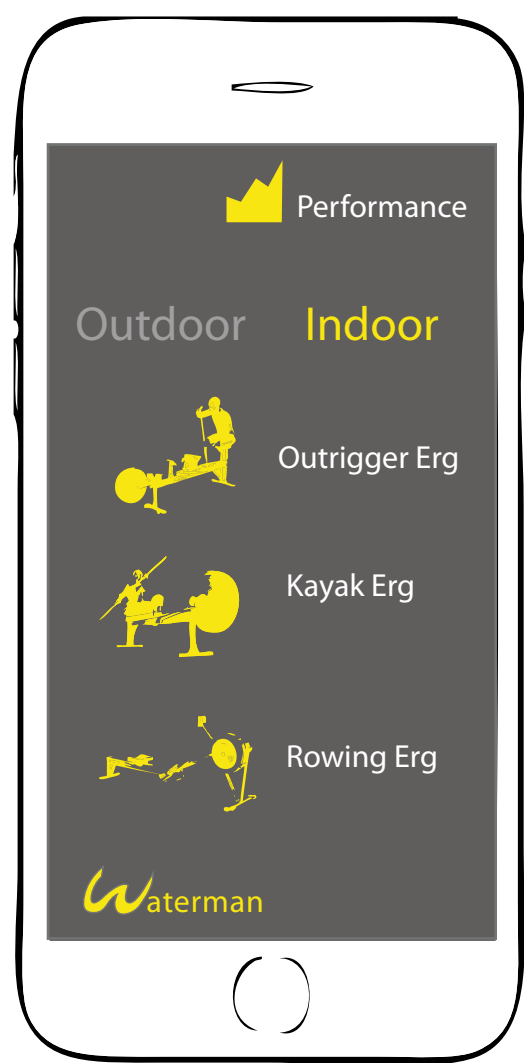 Performance
Outdoor Indoor
Outrigger Erg
Kayak Erg
Rowing Erg
Waterman